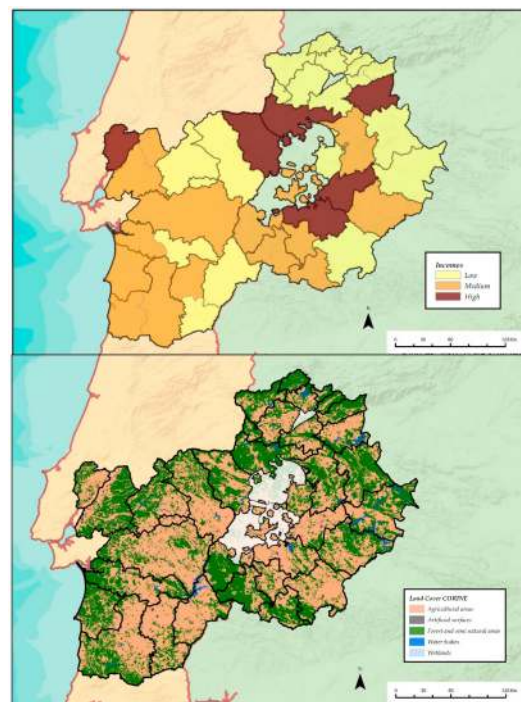 Incomes
Low
Medium
High
N
Land Cover CORINE
Agricultural areas
Artificial surfaces
Forest and semi natural areas
Water bodies
Wetlands
N